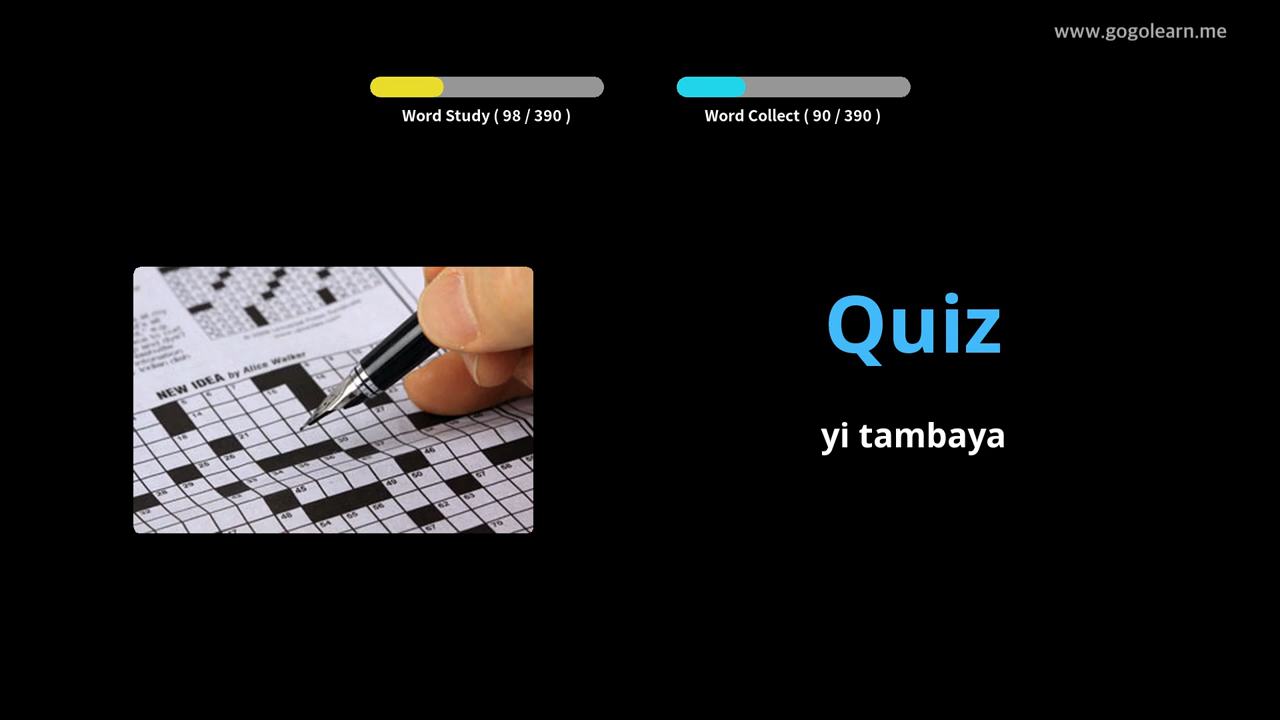 www.gogolearn.me
Word Study ( 98 / 390 )
Word Collect ( 90 / 390 )
NEW IDEA by Alice Walker
Quiz
yi tambaya